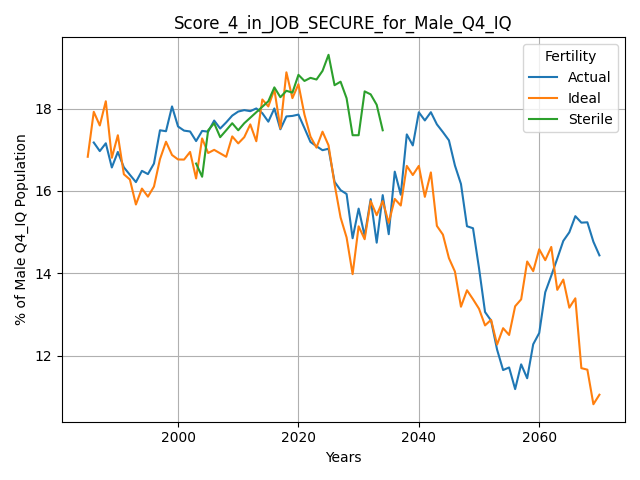 Score_4_in_JOB_SECURE_for_Male_Q4_IQ
Fertility
Actual
Ideal
Sterile
% of Male Q4_IQ Population
18
16
14
12
2000
2020
2040
2060
Years